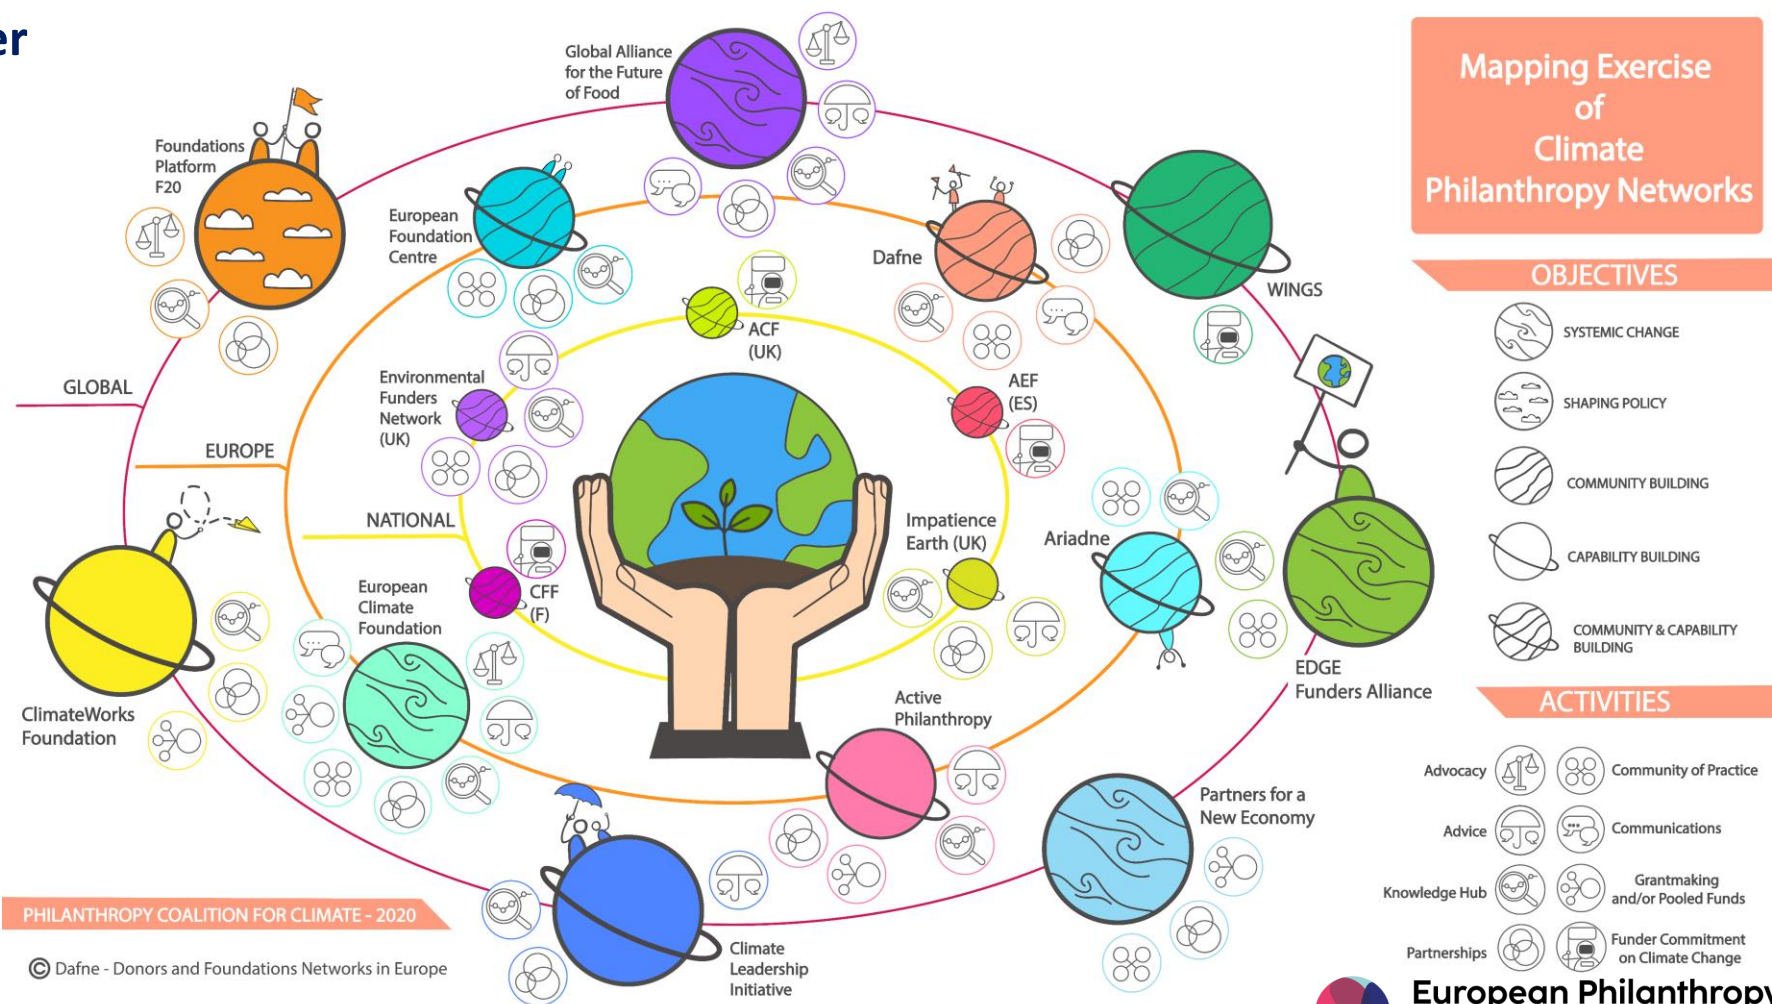 er
Global Alliance
for the Future
of Food
Foundations
Platform
F20
European
Foundation
Centre
Dafne
WINGS
ACF
(UK)
Environmental
Funders
Network
(UK)
AEF
(ES)
GLOBAL
EUROPE
NATIONAL
Impatience
Earth (UK)
Ariadne
CFF
(F)
European
Climate
Foundation
EDGE
Funders Alliance
ClimateWorks
Foundation
Active
Philanthropy
Partners for a
New Economy
Climate
Leadership
Initiative
PHILANTHROPY COALITION FOR CLIMATE - 2020
© Dafne - Donors and Foundations Networks in Europe
Mapping Exercise
of
Climate
Philanthropy Networks
OBJECTIVES
SYSTEMIC CHANGE
SHAPING POLICY
COMMUNITY BUILDING
CAPABILITY BUILDING
COMMUNITY & CAPABILITY
BUILDING
ACTIVITIES
Advocacy
Community of Practice
Advice
Communications
Knowledge Hub
Grantmaking
and/or Pooled Funds
Partnerships
Funder Commitment
on Climate Change
European Philanthropy